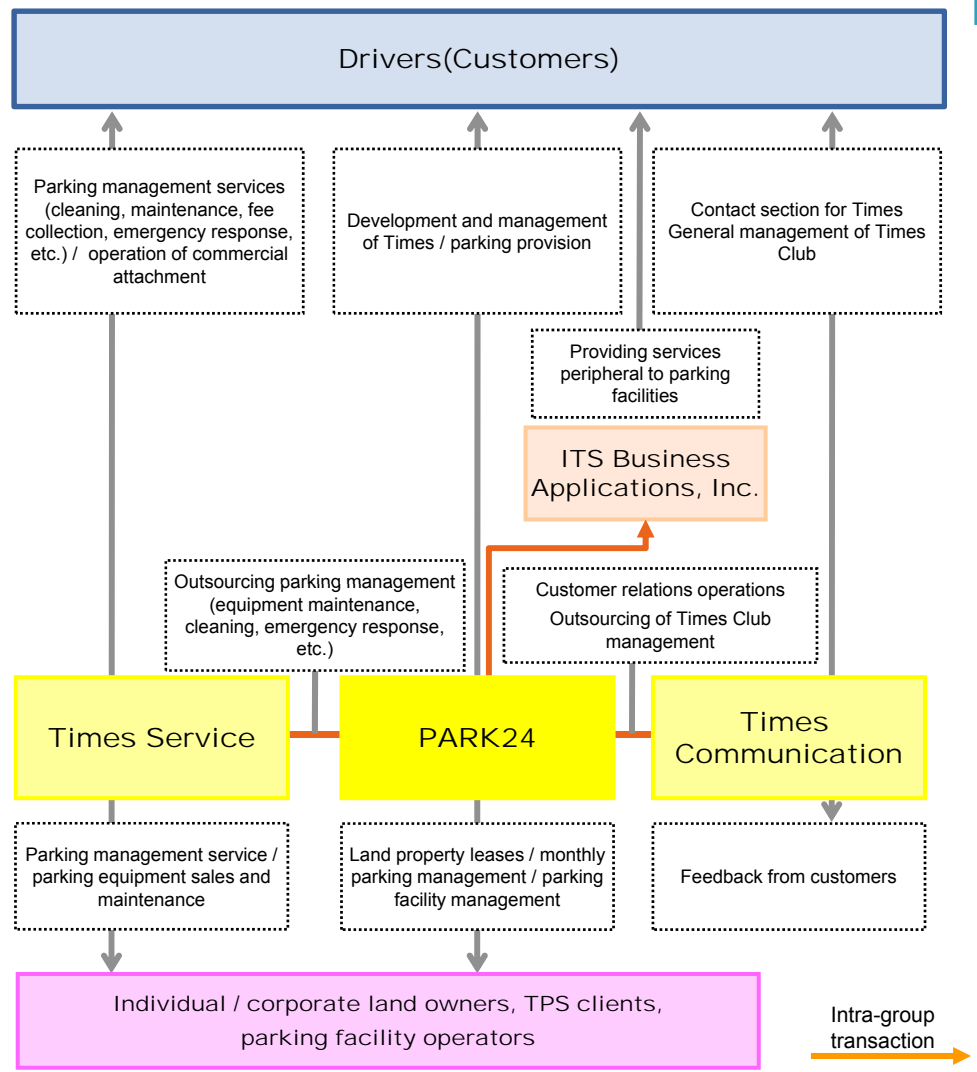 Drivers(Customers)
Parking management services
(cleaning, maintenance, fee
collection, emergency response,
etc.) / operation of commercial
attachment
Development and management
of Times / parking provision
Contact section for Times
General management of Times
Club
Providing services
peripheral to parking
facilities
ITS Business
Applications, Inc.
Outsourcing parking management
(equipment maintenance,
cleaning, emergency response,
etc.)
Customer relations operations
Outsourcing of Times Club
management
Times Service
PARK24
Times
Communication
Parking management service /
parking equipment sales and
maintenance
Land property leases / monthly
parking management / parking
facility management
Feedback from customers
Individual / corporate land owners, TPS clients,
parking facility operators
Intra-group
transaction